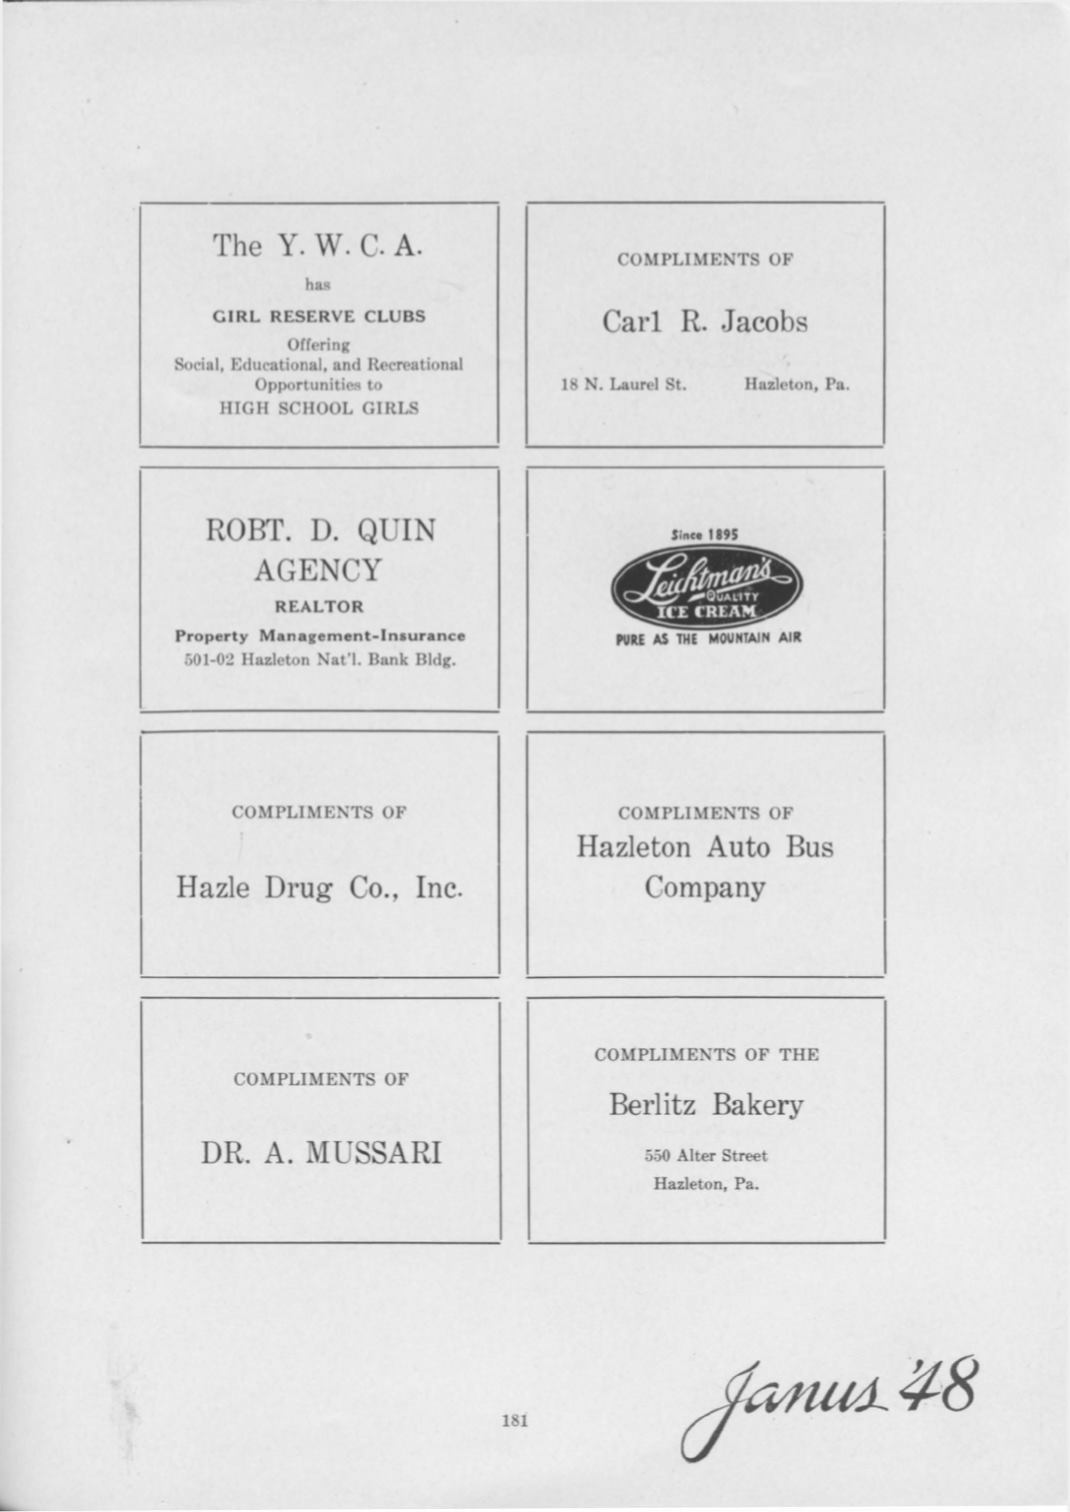 The Y. W. C. A.
has
GIRL RESERVE CLUBS
Offering
Social, Educational, and Recreational
Opportunities to
HIGH SCHOOL GIRLS
COMPLIMENTS OF
Carl R. Jacobs
18 N. Laurel St. Hazleton, Pa.
ROBT. D. QUIN
AGENCY
REALTOR
Property Management-Insurance
501-02 Hazleton Nat'l. Bank Bldg.
Since 1895
Leichtman's
QUALITY
ICE CREAM
PURE AS THE MOUNTAIN AIR
COMPLIMENTS OF
Hazle Drug Co., Inc.
COMPLIMENTS OF
Hazleton Auto Bus
Company
COMPLIMENTS OF
DR. A. MUSSARI
COMPLIMENTS OF THE
Berlitz Bakery
550 Alter Street
Hazleton, Pa.
181
Janus '48